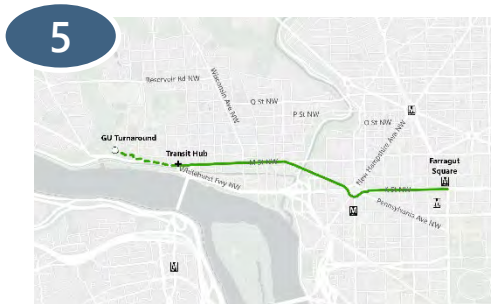 5
Reservoir Rd NW
Wisconsin Ave NW
Q St NW
P St NW
O St NW
M
GU Turnaround
Transit Hub
M St NW
New Hampshire Ave NW
Farragut
Square
M
Whitehurst Fwy NW
K St NW
M
Pennsylvania Ave NW
M
M